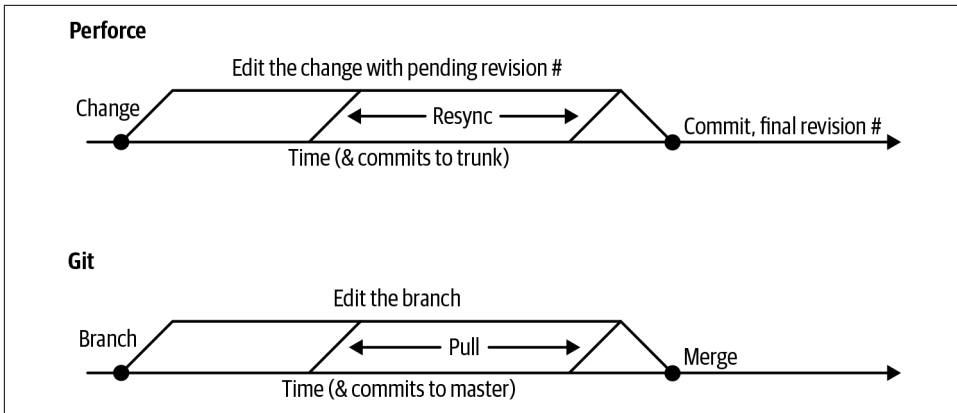 Perforce
Edit the change with pending revision #
Change
Resync
Commit, final revision #
Time (& commits to trunk)
Git
Edit the branch
Branch
Pull
Merge
Time (& commits to master)